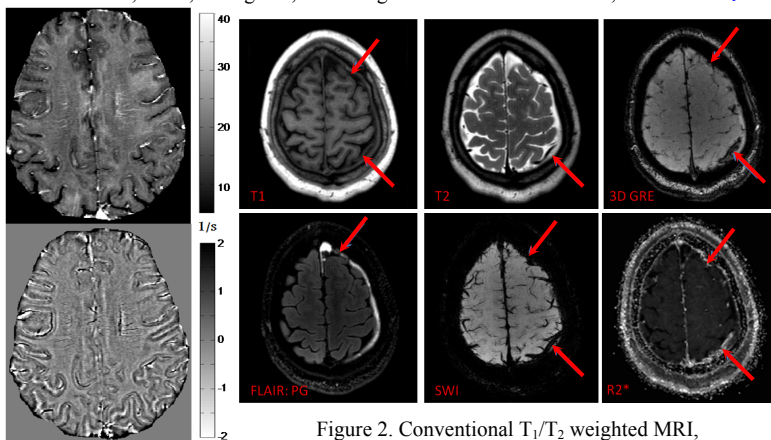 40
30
20
10
1/s
2
1
0
-1
-2
T1
T2
3D GRE
FLAIR: PG
SWI
R2*
Figure 2. Conventional T₁/T₂ weighted MRI,